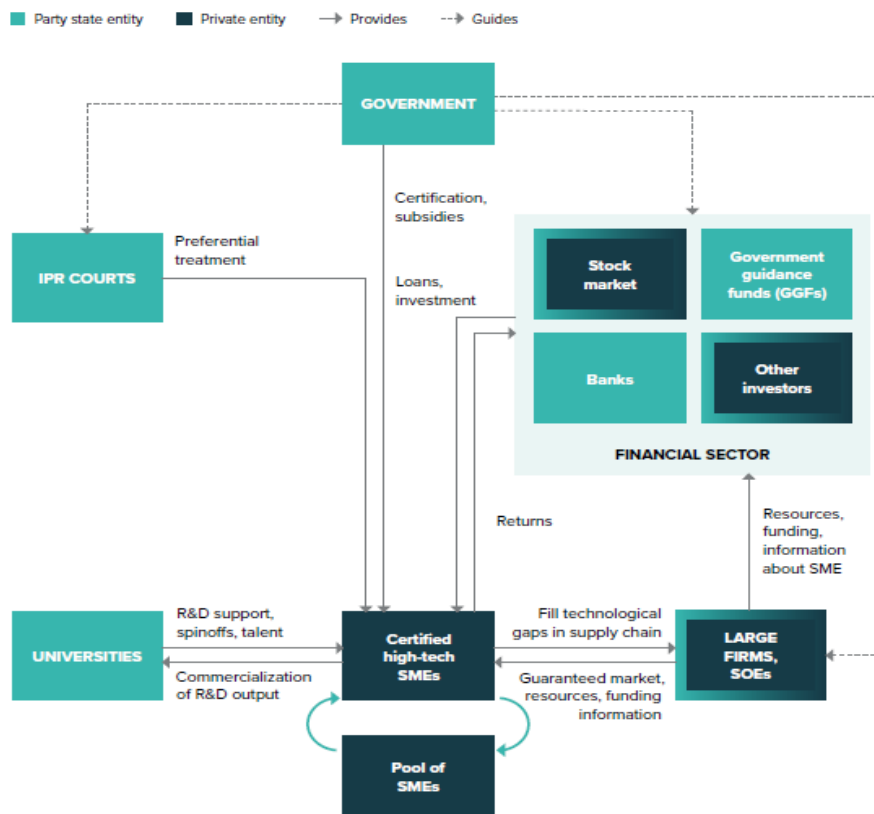 Party state entity
Private entity
Provides
Guides
GOVERNMENT
Certification,
subsidies
IPR COURTS
Preferential
treatment
Loans,
investment
Stock
market
Government
guidance
funds (GGFs)
Banks
Other
investors
FINANCIAL SECTOR
Returns
Resources,
funding,
information
about SME
UNIVERSITIES
R&D support,
spinoffs, talent
Commercialization
of R&D output
Certified
high-tech
SMEs
Fill technological
gaps in supply chain
Guaranteed market,
resources, funding
information
LARGE
FIRMS,
SOEs
Pool of
SMEs